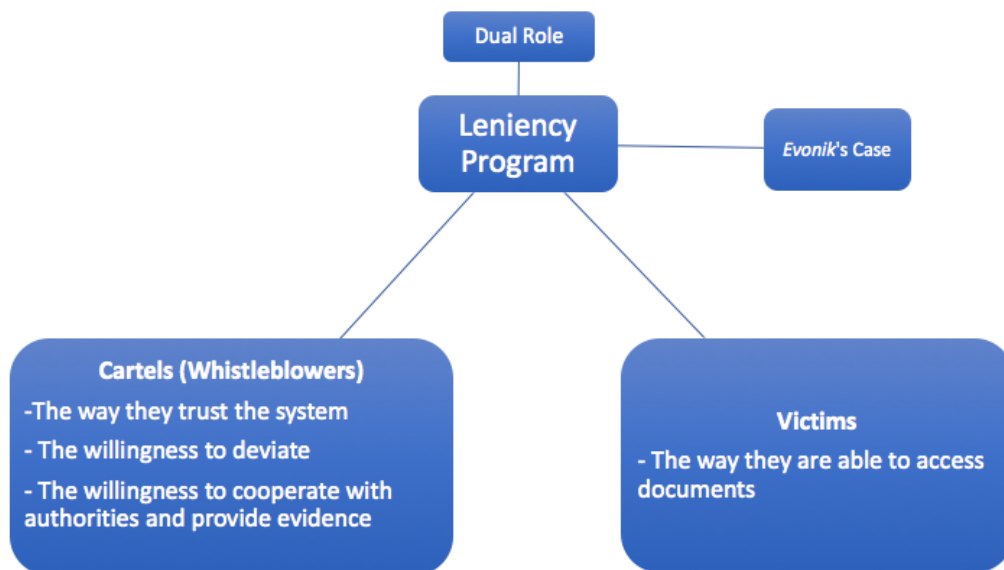 Dual Role
Leniency
Program
Evonik's Case
Cartels (Whistleblowers)
-The way they trust the system
- The willingness to deviate
- The willingness to cooperate with
authorities and provide evidence
Victims
- The way they are able to access
documents